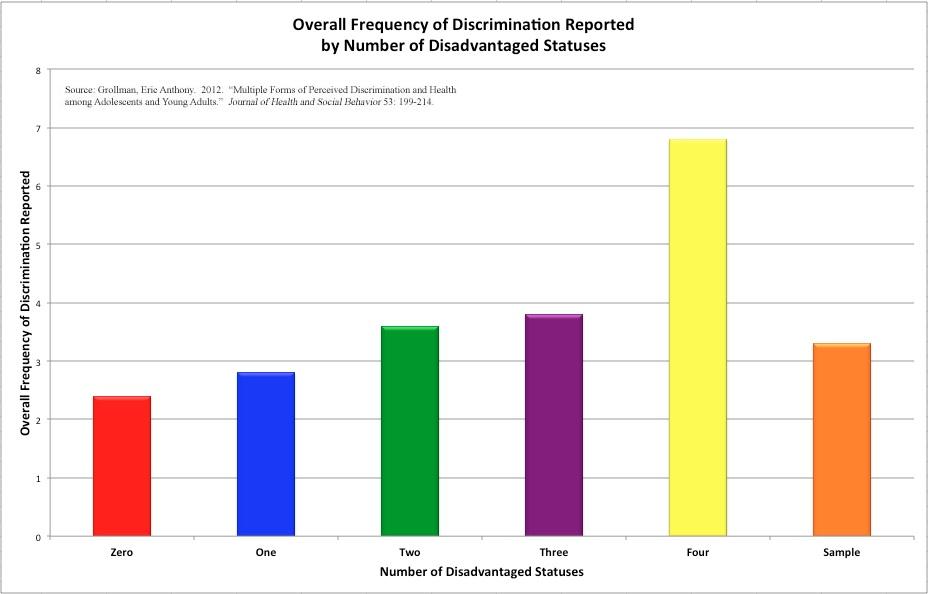 Overall Frequency of Discrimination Reported
by Number of Disadvantaged Statuses
Source: Grollman, Eric Anthony. 2012. “Multiple Forms of Perceived Discrimination and Health
among Adolescents and Young Adults.” Journal of Health and Social Behavior 53: 199-214.
Overall Frequency of Discrimination Reported
8
7
6
5
4
3
2
1
0
Zero One Two Three Four Sample
Number of Disadvantaged Statuses